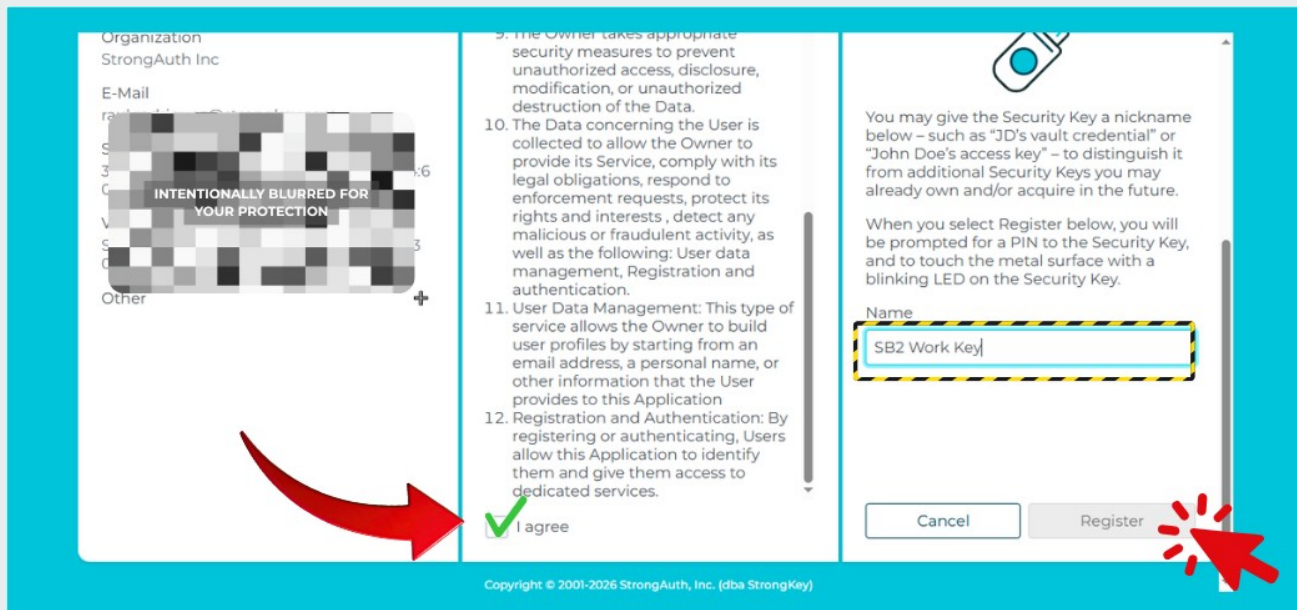 Organization
StrongAuth Inc
E-Mail
INTENTIONALLY BLURRED FOR
YOUR PROTECTION
Other
9. The Owner takes appropriate
security measures to prevent
unauthorized access, disclosure,
modification, or unauthorized
destruction of the Data.
10. The Data concerning the User is
collected to allow the Owner to
provide its Service, comply with its
legal obligations, respond to
enforcement requests, protect its
rights and interests , detect any
malicious or fraudulent activity, as
well as the following: User data
management, Registration and
authentication.
11. User Data Management: This type of
service allows the Owner to build
user profiles by starting from an
email address, a personal name, or
other information that the User
provides to this Application
12. Registration and Authentication: By
registering or authenticating, Users
allow this Application to identify
them and give them access to
dedicated services.
I agree
You may give the Security Key a nickname
below – such as “JD’s vault credential” or
“John Doe’s access key” – to distinguish it
from additional Security Keys you may
already own and/or acquire in the future.
When you select Register below, you will
be prompted for a PIN to the Security Key,
and to touch the metal surface with a
blinking LED on the Security Key.
Name
SB2 Work Key
Cancel
Register
Copyright © 2001-2026 StrongAuth, Inc. (dba StrongKey)